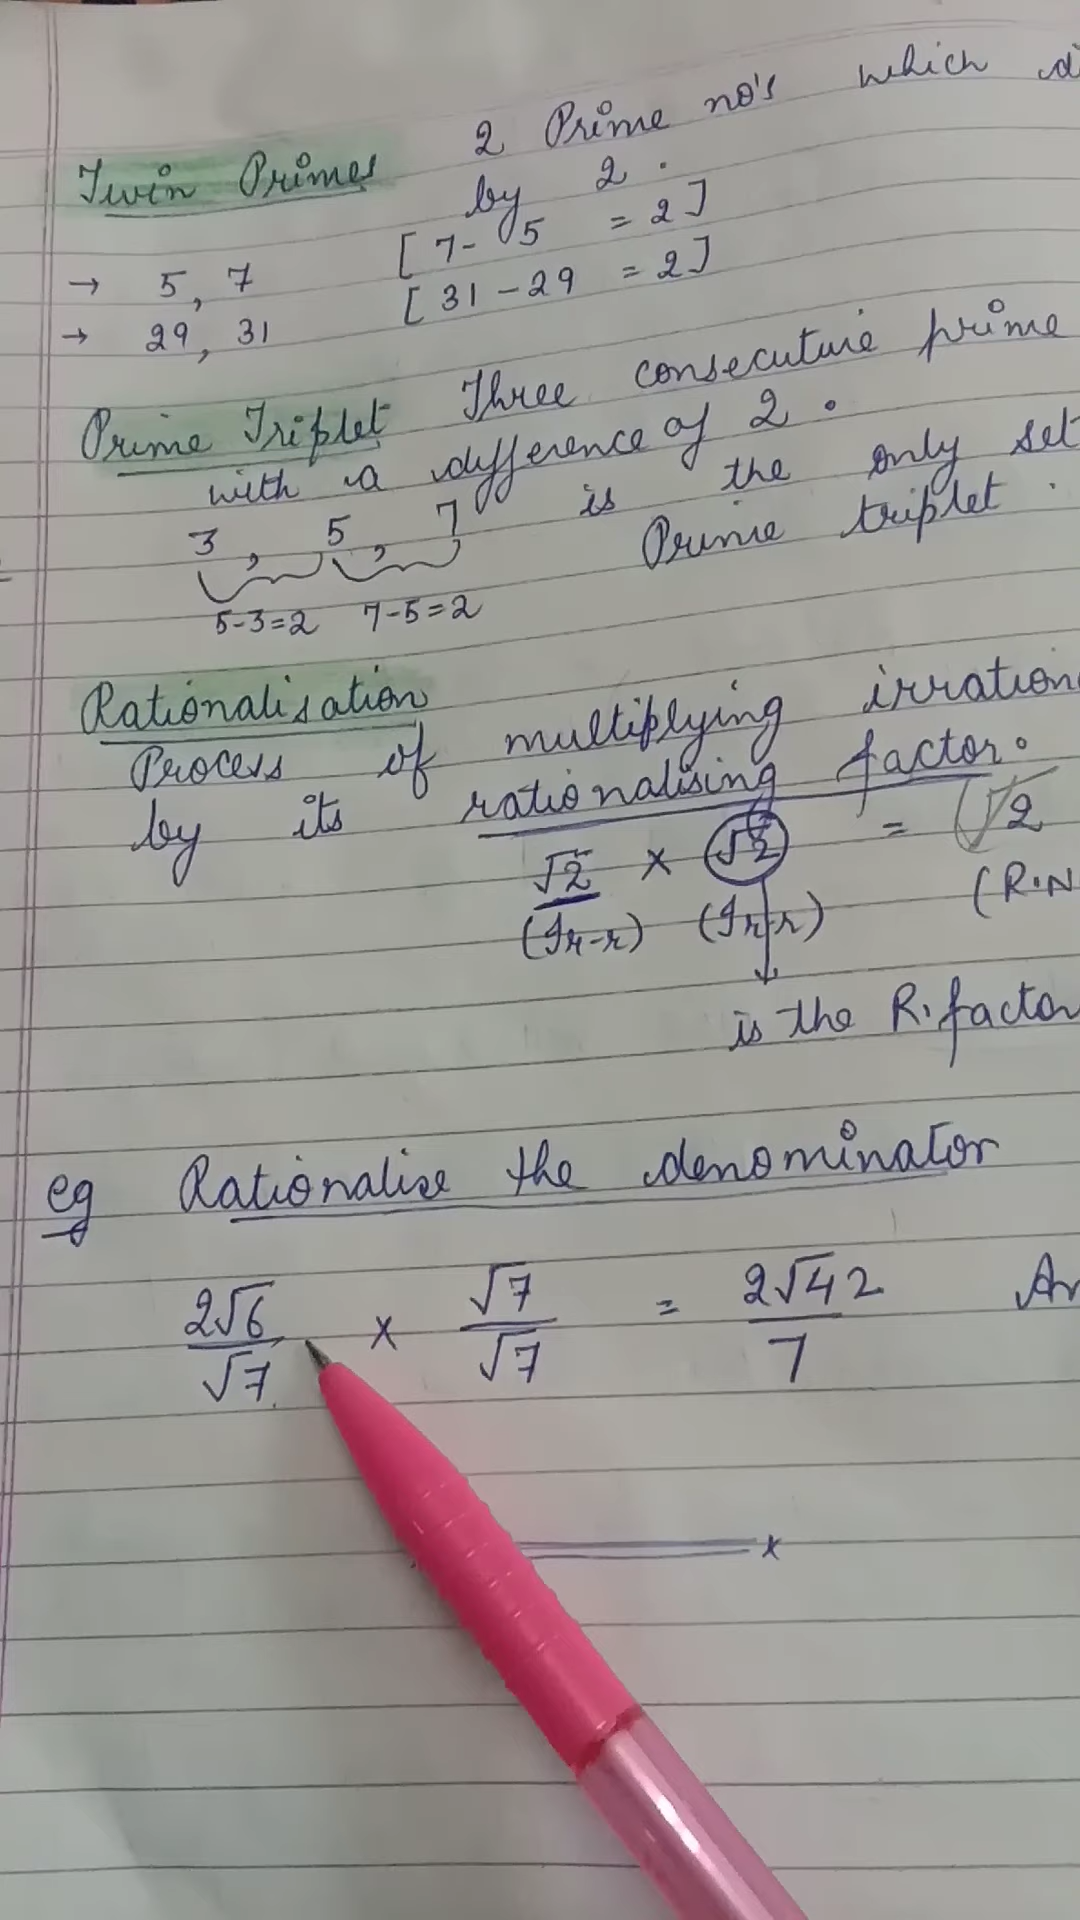 2 Prime no's which
Twin Primes by 2.
→ 5, 7 [7-5 = 2]
→ 29, 31 [31-29 = 2]
Prime Triplet Three consecutive prime
with a difference of 2.
3, 5, 7 is the only set
Prime triplet.
5-3=2 7-5=2
Rationalisation
Process of multiplying
by its rationalising factor.
√2 × √2 = 2
(Ir-r) (Ir-r) (R.N
is the R. factor
eg Rationalise the denominator
2√6/√7 × √7/√7 = 2√42/7